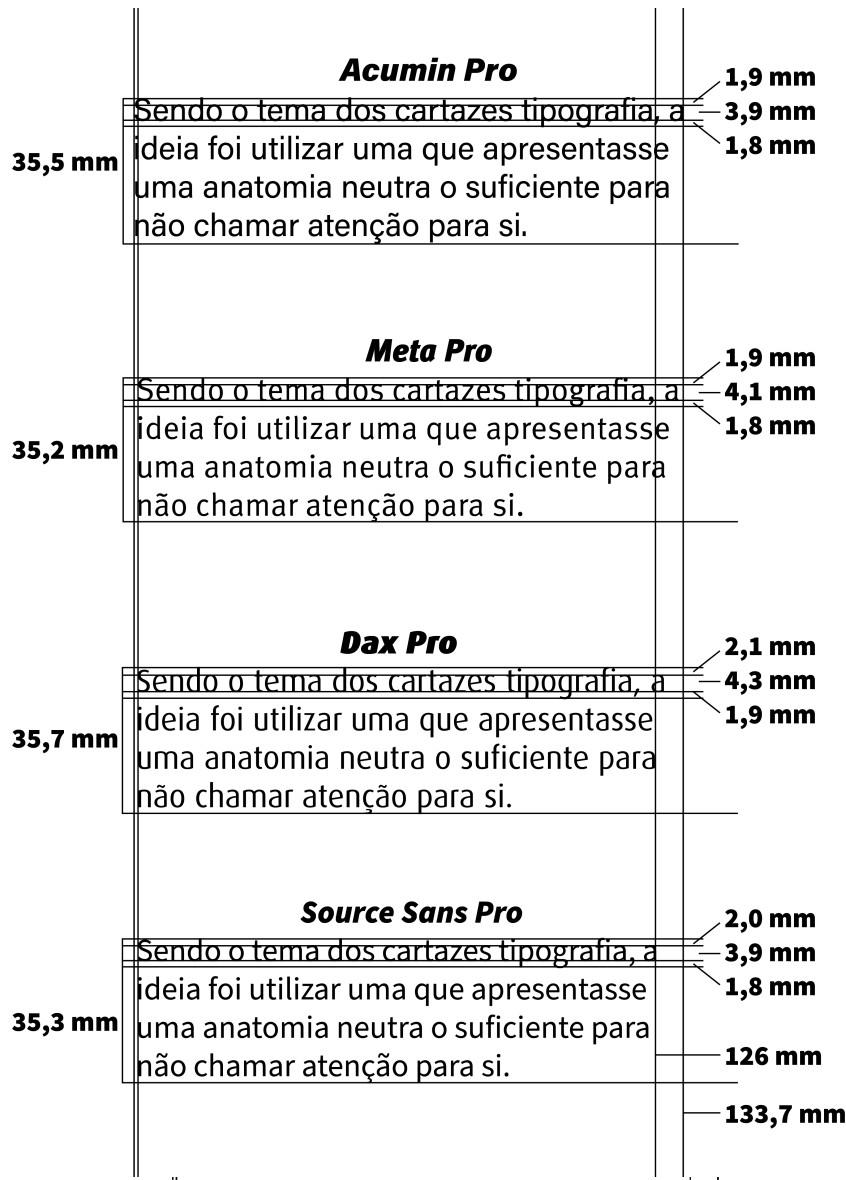 Acumin Pro
1,9 mm
Sendo o tema dos cartazes tipografia, a
3,9 mm
1,8 mm
ideia foi utilizar uma que apresentasse
35,5 mm
uma anatomia neutra o suficiente para
não chamar atenção para si.
Meta Pro
1,9 mm
Sendo o tema dos cartazes tipografia, a
4,1 mm
1,8 mm
ideia foi utilizar uma que apresentasse
35,2 mm
uma anatomia neutra o suficiente para
não chamar atenção para si.
Dax Pro
2,1 mm
Sendo o tema dos cartazes tipografia, a
4,3 mm
1,9 mm
ideia foi utilizar uma que apresentasse
35,7 mm
uma anatomia neutra o suficiente para
não chamar atenção para si.
Source Sans Pro
2,0 mm
Sendo o tema dos cartazes tipografia, a
3,9 mm
1,8 mm
ideia foi utilizar uma que apresentasse
35,3 mm
uma anatomia neutra o suficiente para
não chamar atenção para si.
126 mm
133,7 mm